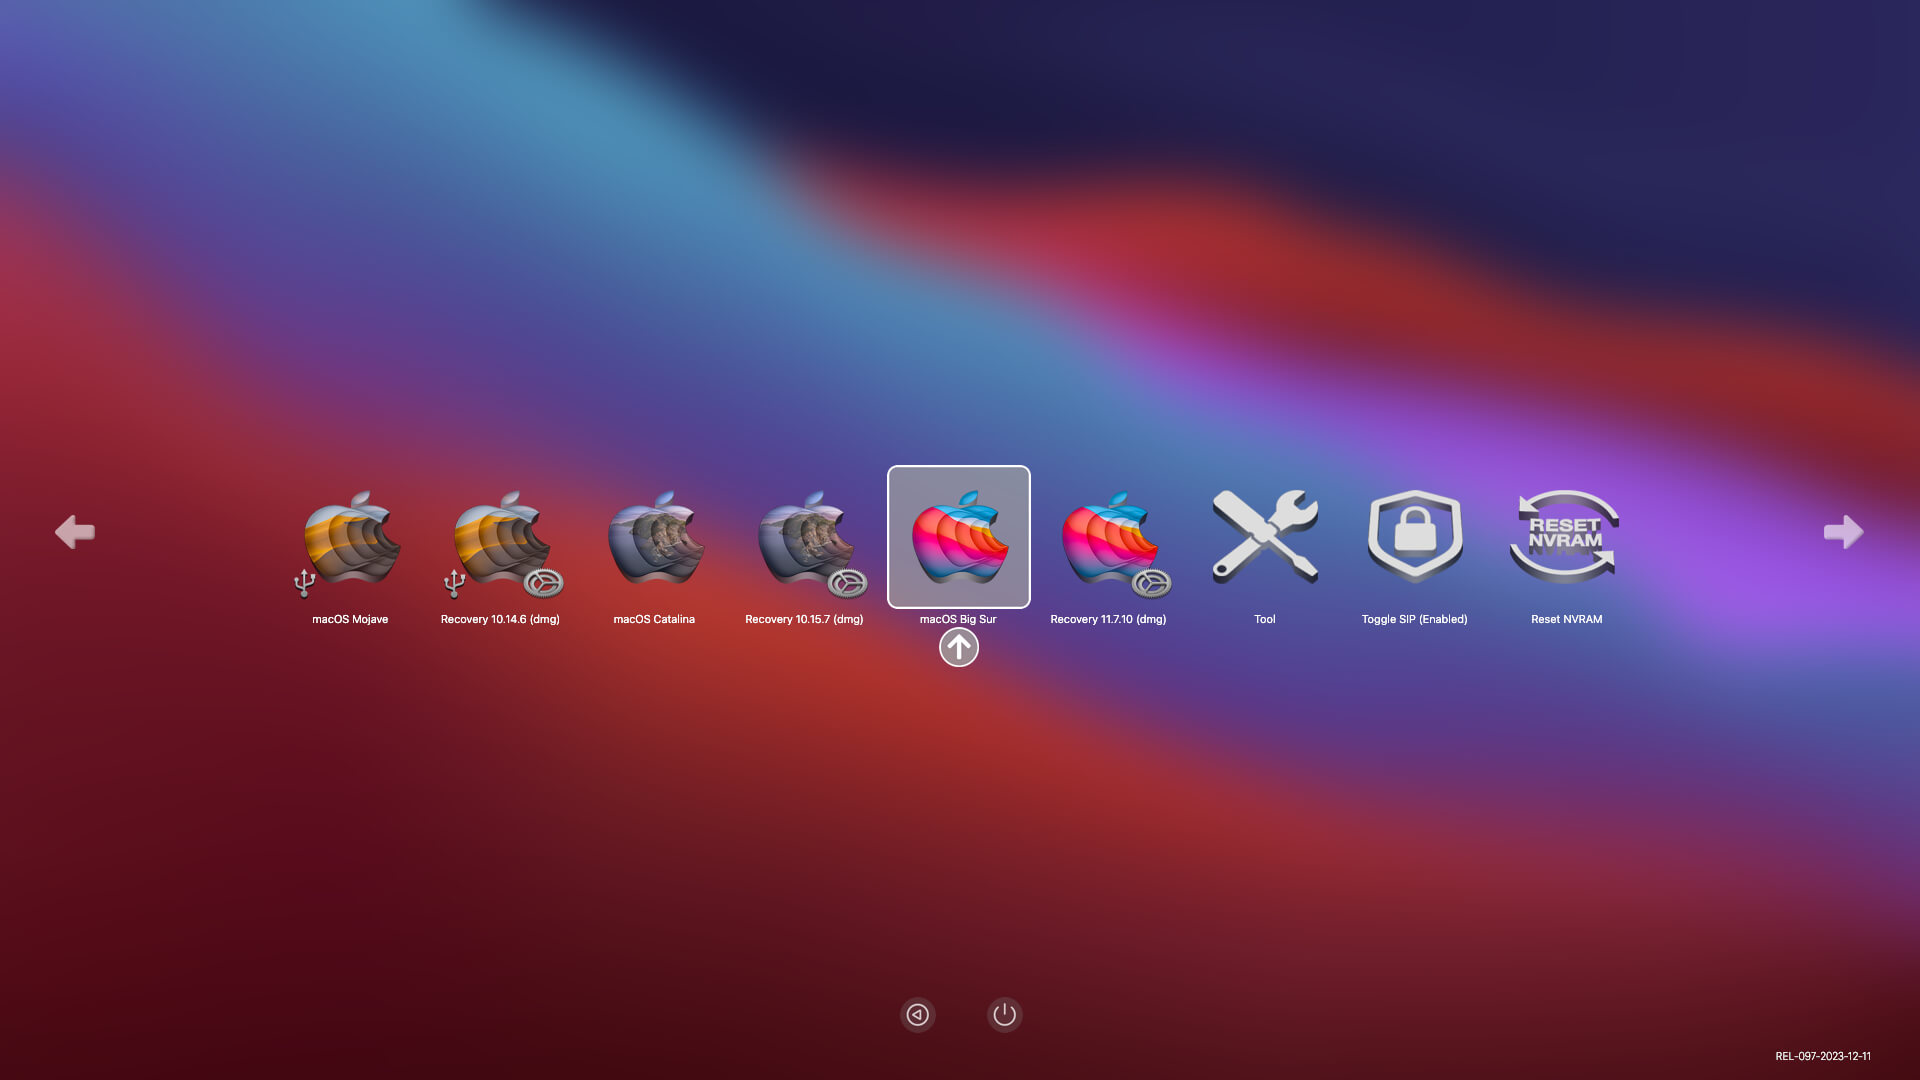 RESET
NVRAM
macOS Mojave
Recovery 10.14.6 (dmg)
macOS Catalina
Recovery 10.15.7 (dmg)
macOS Big Sur
Recovery 11.7.10 (dmg)
Tool
Toggle SIP (Enabled)
Reset NVRAM
REL-097-2023-12-11